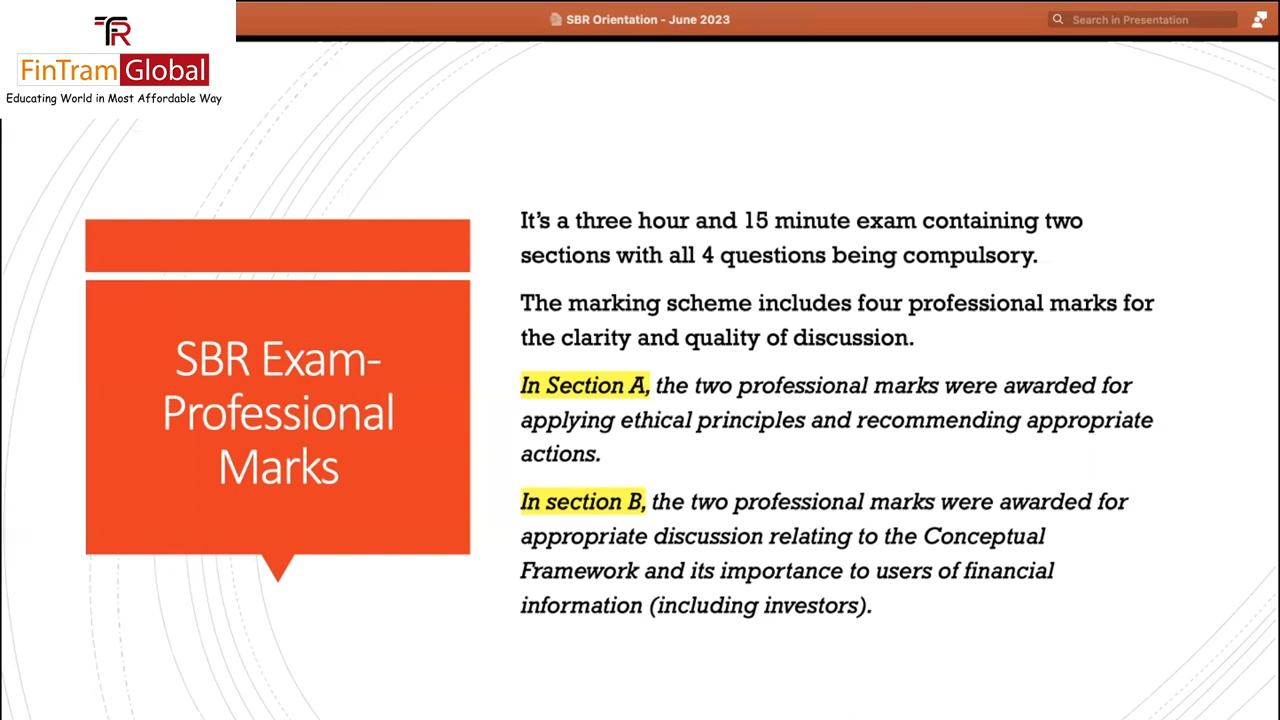 TR
FinTram Global
Educating World in Most Affordable Way
SBR Orientation - June 2023
Search in Presentation
SBR Exam-
Professional
Marks
It's a three hour and 15 minute exam containing two
sections with all 4 questions being compulsory.
The marking scheme includes four professional marks for
the clarity and quality of discussion.
In Section A, the two professional marks were awarded for
applying ethical principles and recommending appropriate
actions.
In section B, the two professional marks were awarded for
appropriate discussion relating to the Conceptual
Framework and its importance to users of financial
information (including investors).